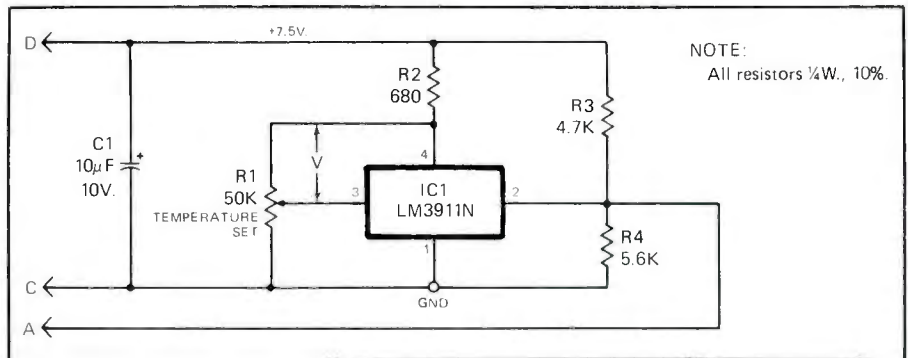 D
+7.5V.
NOTE:
All resistors ¼W., 10%.
R2
680
R3
4.7K
C1
10µF
10V.
+
V
R1
50K
TEMPERATURE
SET
4
3
IC1
LM3911N
2
1
R4
5.6K
C
GND
A